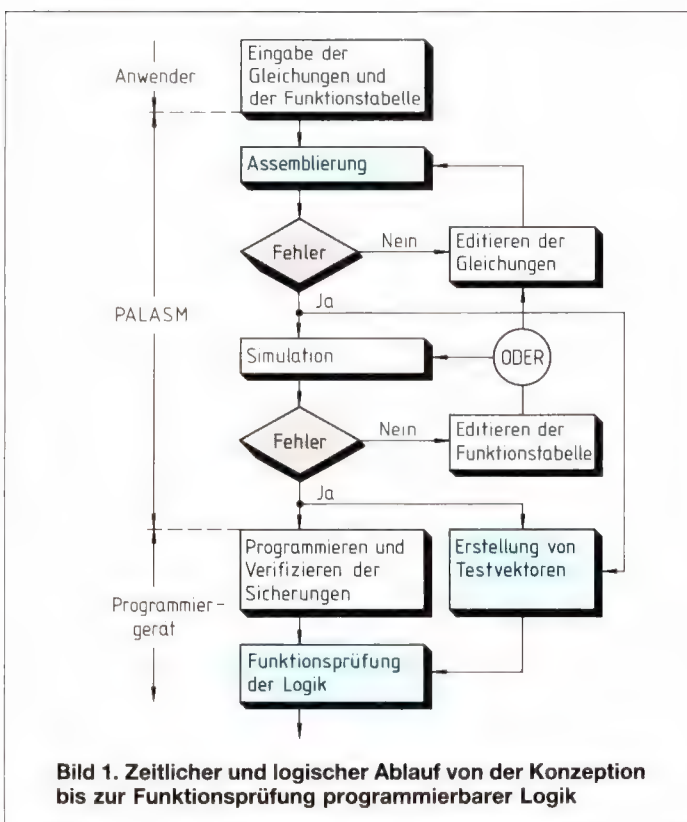 Anwender
Eingabe der
Gleichungen und
der Funktionstabelle
Assemblierung
Fehler
Nein
Editieren der
Gleichungen
Ja
PALASM
Simulation
ODER
Fehler
Nein
Editieren der
Funktionstabelle
Ja
Programmier-
gerät
Programmieren und
Verifizieren der
Sicherungen
Erstellung von
Testvektoren
Funktionsprüfung
der Logik
Bild 1. Zeitlicher und logischer Ablauf von der Konzeption
bis zur Funktionsprüfung programmierbarer Logik